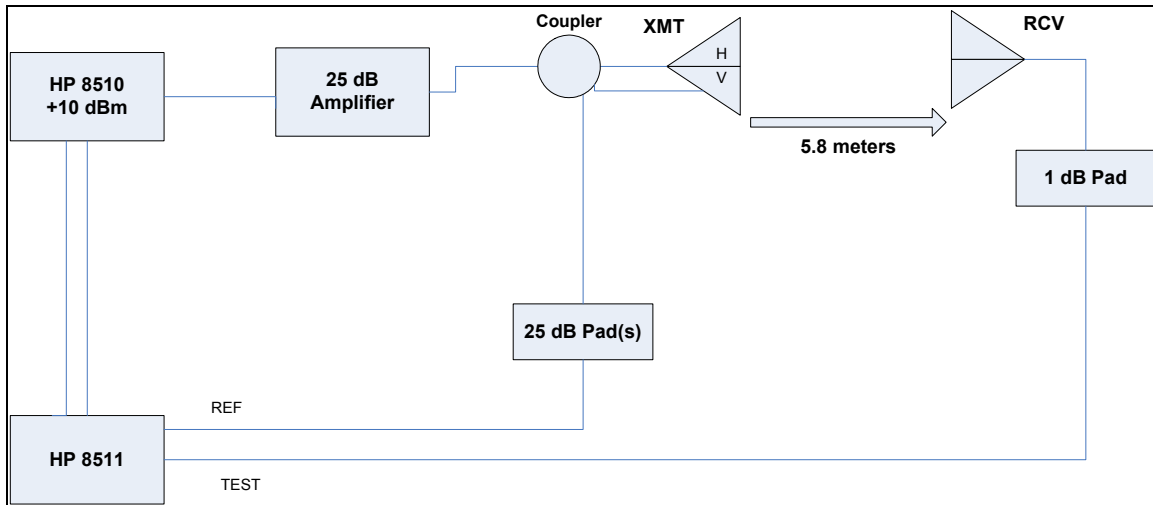 Coupler
XMT
RCV
HP 8510
+10 dBm
25 dB
Amplifier
H
V
5.8 meters
1 dB Pad
25 dB Pad(s)
REF
HP 8511
TEST